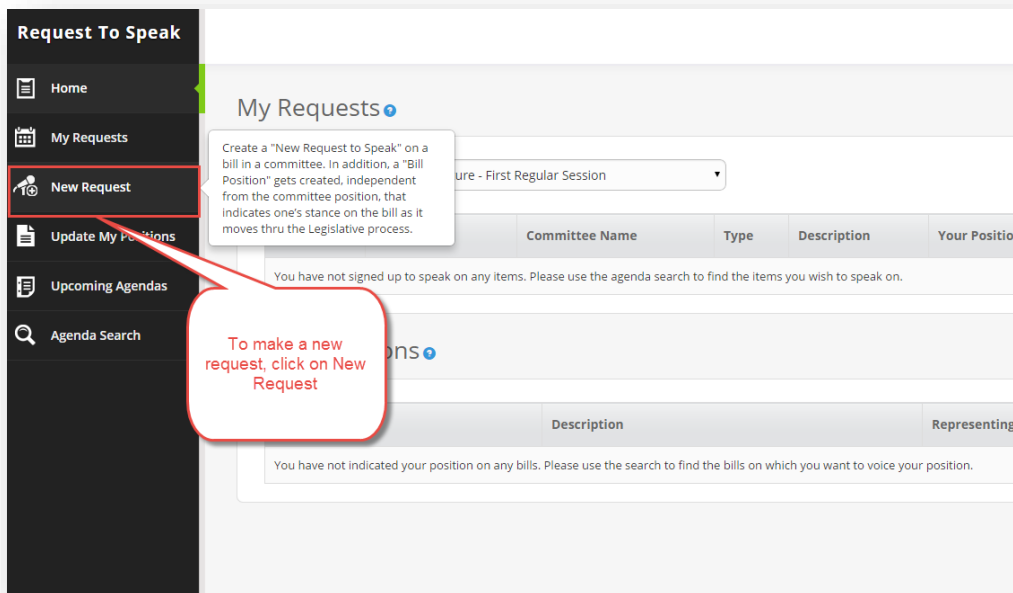 Request To Speak
Home
My Requests
New Request
Update My Positions
Upcoming Agendas
Agenda Search
My Requests
Create a "New Request to Speak" on a
bill in a committee. In addition, a "Bill
Position" gets created, independent
from the committee position, that
indicates one's stance on the bill as it
moves thru the Legislative process.
ure - First Regular Session
Committee Name Type Description Your Positio
You have not signed up to speak on any items. Please use the agenda search to find the items you wish to speak on.
ons
To make a new
request, click on New
Request
Description Representing
You have not indicated your position on any bills. Please use the search to find the bills on which you want to voice your position.